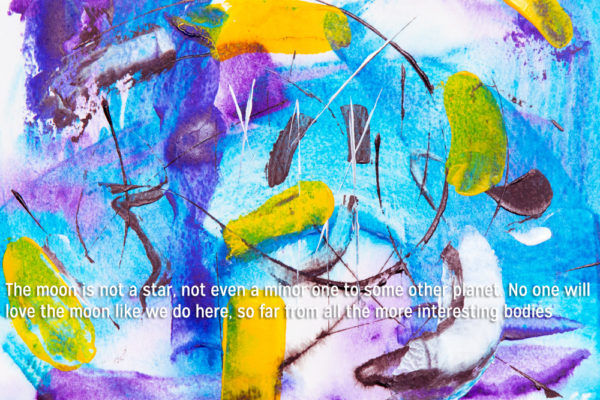 The moon is not a star, not even a minor one to some other planet. No one will
love the moon like we do here, so far from all the more interesting bodies